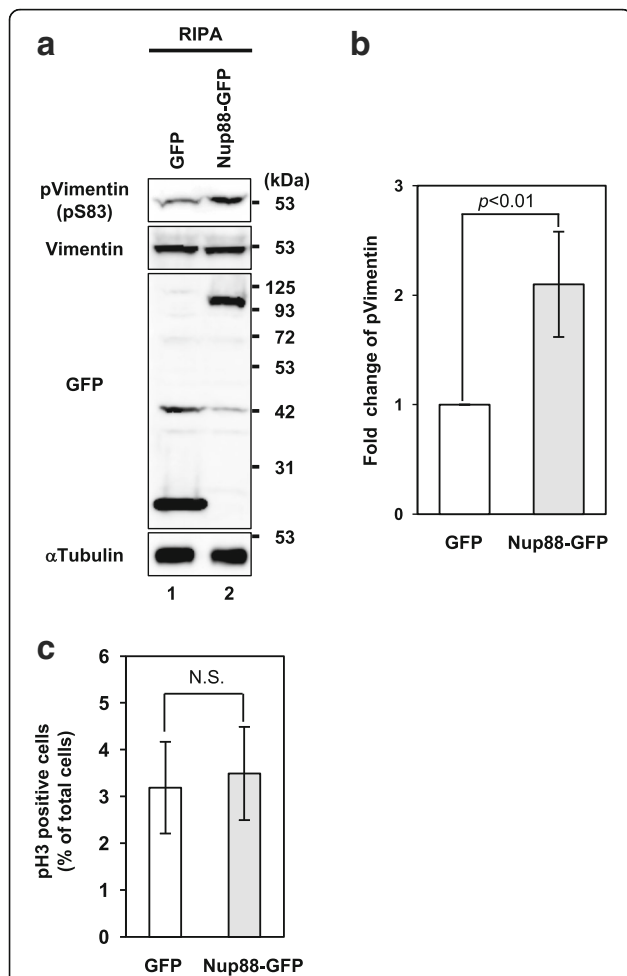 a
RIPA
GFP
Nup88-GFP
(kDa)
pVimentin
(pS83)
53
Vimentin
53
GFP
125
93
72
53
42
31
αTubulin
53
1 2
b
Fold change of pVimentin
3
2
1
0
p<0.01
GFP Nup88-GFP
c
pH3 positive cells
(% of total cells)
6
5
4
3
2
1
0
N.S.
GFP Nup88-GFP